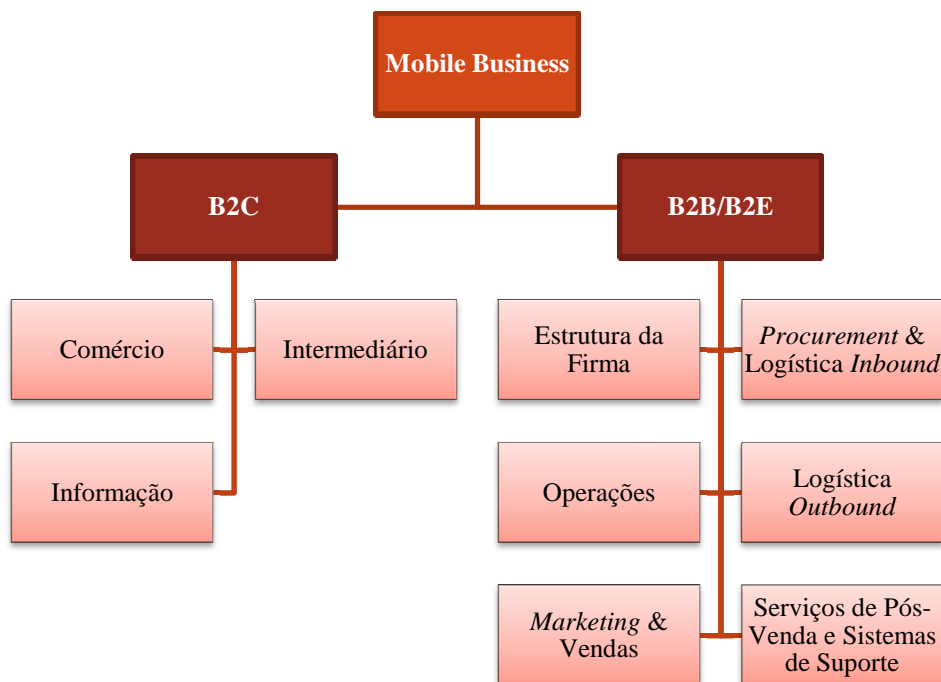 Mobile Business
B2C
B2B/B2E
Comércio
Intermediário
Informação
Estrutura da
Firma
Procurement &
Logística Inbound
Operações
Logística
Outbound
Marketing &
Vendas
Serviços de Pós-
Venda e Sistemas
de Suporte